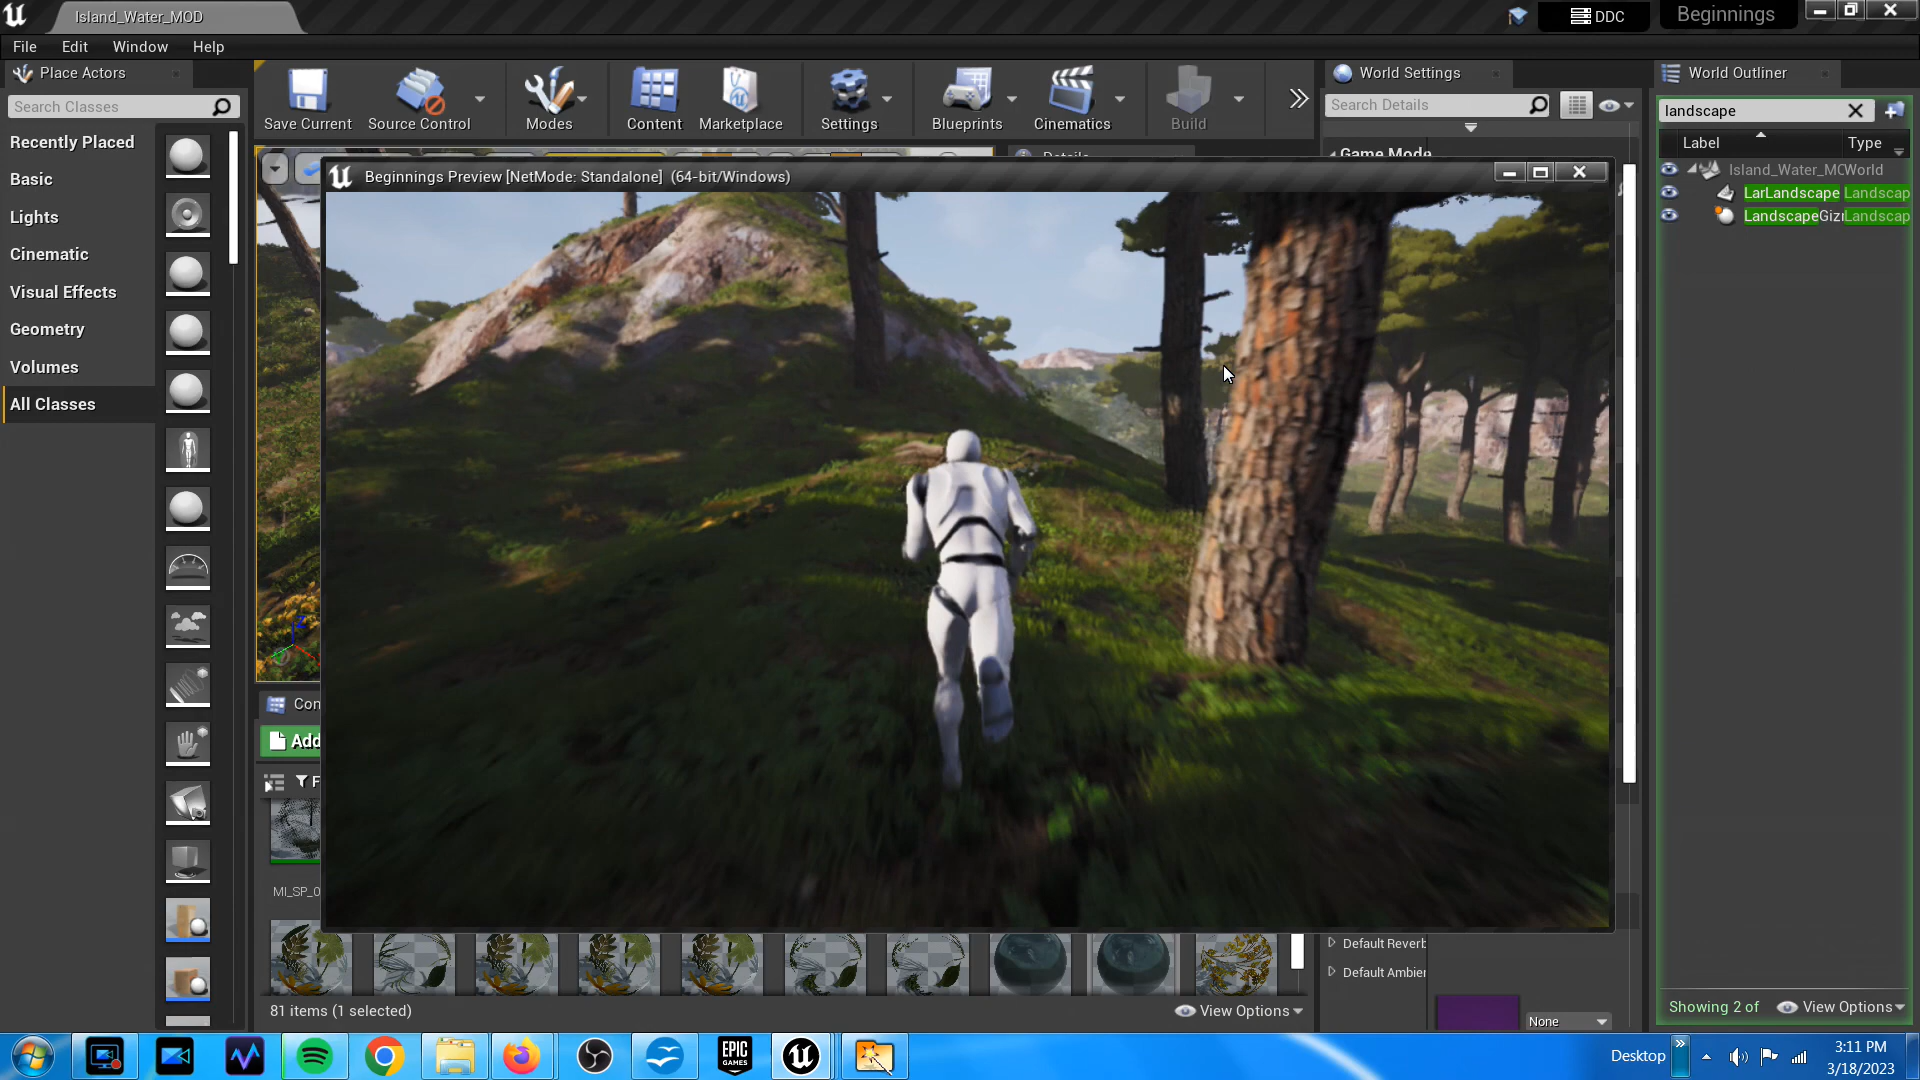 Island_Water_MOD
DDC
Beginnings
File Edit Window Help
Place Actors
Search Classes
Recently Placed
Basic
Lights
Cinematic
Visual Effects
Geometry
Volumes
All Classes
Save Current
Source Control
Modes
Content
Marketplace
Settings
Blueprints
Cinematics
Build
World Settings
Search Details
Game Mode
World Outliner
landscape
Label Type
Island_Water_MC World
LarLandscape Landscap
LandscapeGiz Landscap
Showing 2 of
View Options
Beginnings Preview [NetMode: Standalone] (64-bit/Windows)
Z
Con
Add
F
MI_SP_0
81 items (1 selected)
View Options
Default Reverb
Default Ambien
None
EPIC
GAMES
Desktop
3:11 PM
3/18/2023